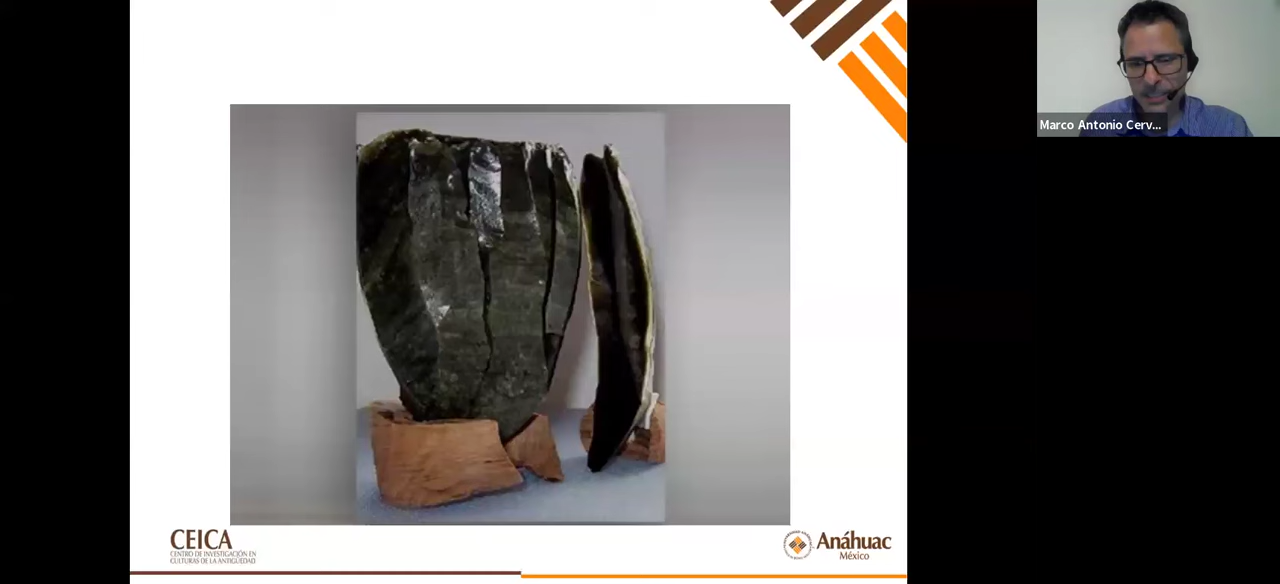 Marco Antonio Cerv...
CEICA
CENTRO DE INVESTIGACIÓN EN
CULTURAS DE LA ANTIGÜEDAD
Anáhuac
México